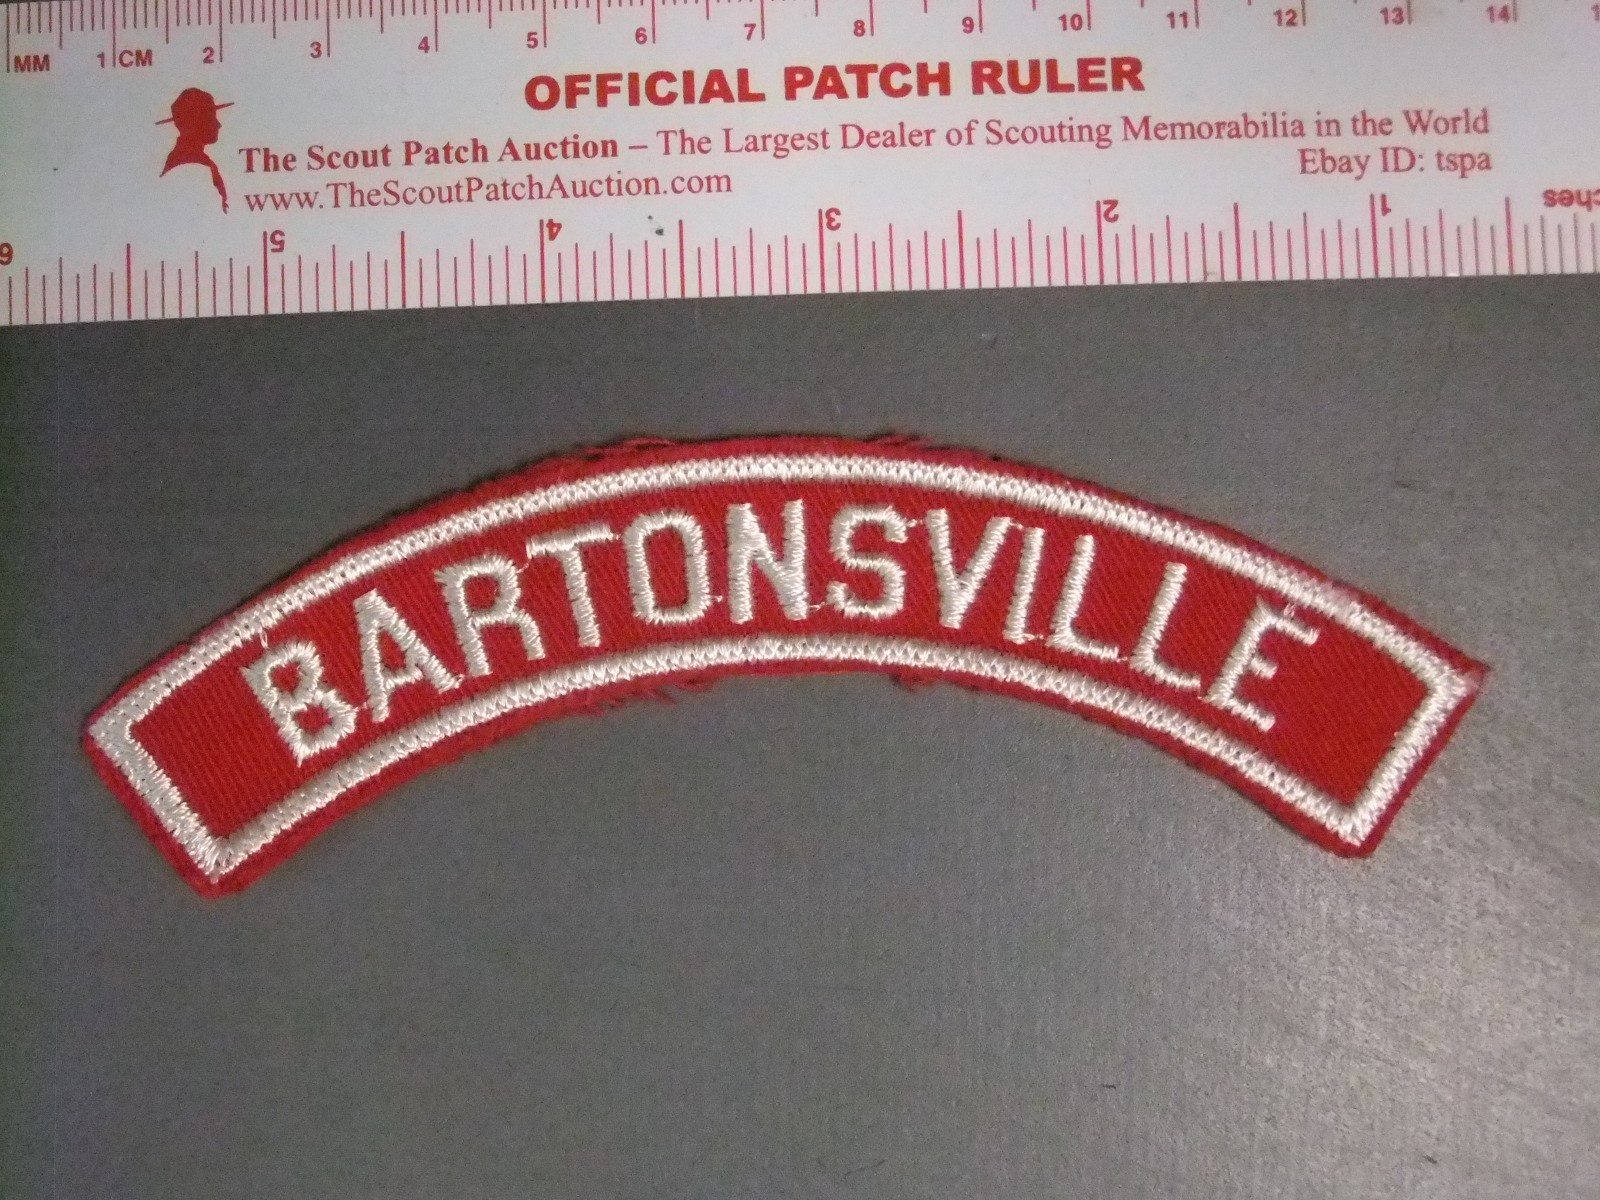 MM 1 CM 2 3 4 5 6 7 8 9 10 11 12 13 14
OFFICIAL PATCH RULER
The Scout Patch Auction – The Largest Dealer of Scouting Memorabilia in the World
www.TheScoutPatchAuction.com
Ebay ID: tspa
6 5 4 3 2 1 ches
BARTONSVILLE